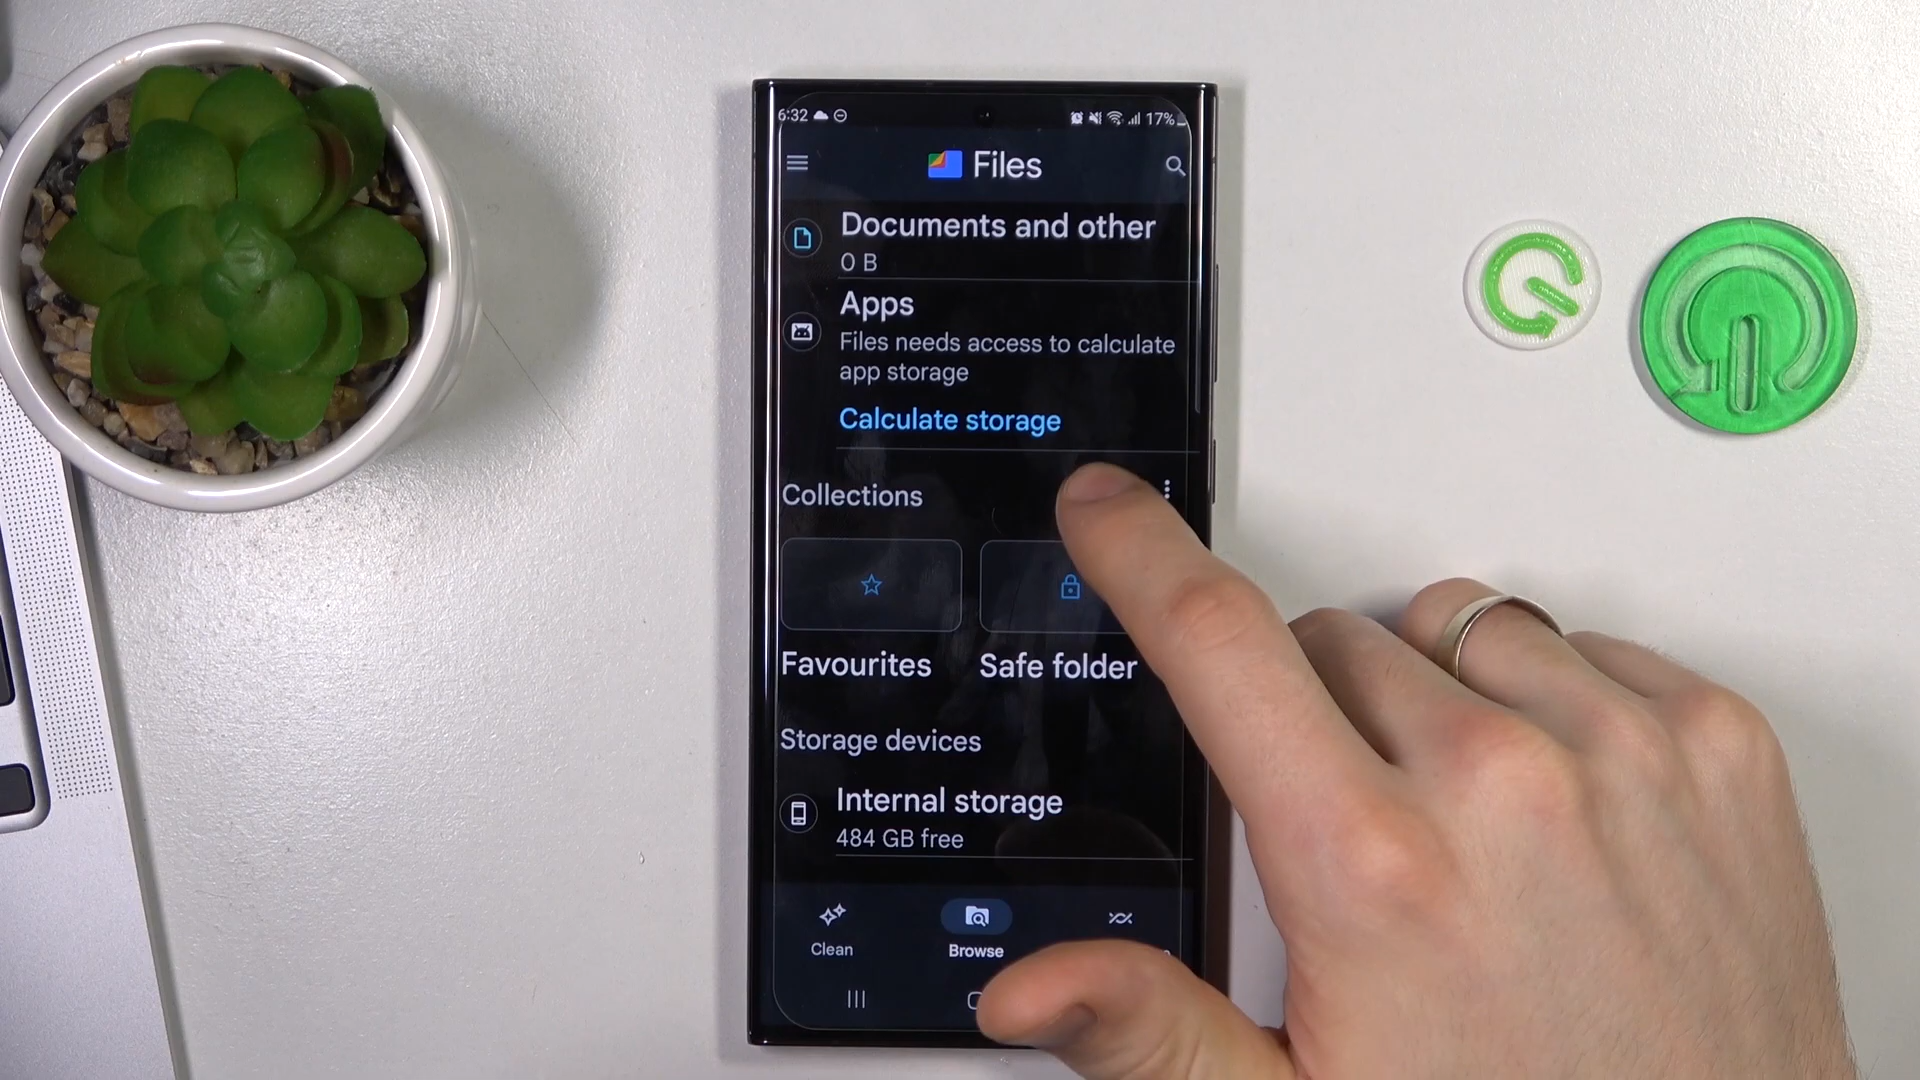 6:32
17%
Files
Documents and other
0 B
Apps
Files needs access to calculate
app storage
Calculate storage
Collections
Favourites
Safe folder
Storage devices
Internal storage
484 GB free
Clean
Browse